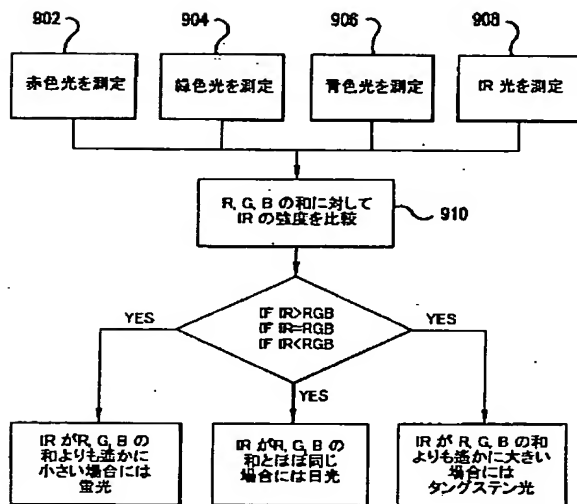 902
904
906
908
赤色光を測定
緑色光を測定
青色光を測定
IR 光を測定
R, G, B の和に対して
IR の強度を比較
910
IF IR>RGB
IF IR=RGB
IF IR<RGB
YES
YES
YES
IR がR, G, B の
和よりも遥かに
小さい場合には
蛍光
IR がR, G, B の
和とほぼ同じ
場合には日光
IR が R, G, B の和
よりも遥かに大きい
場合には
タングステン光